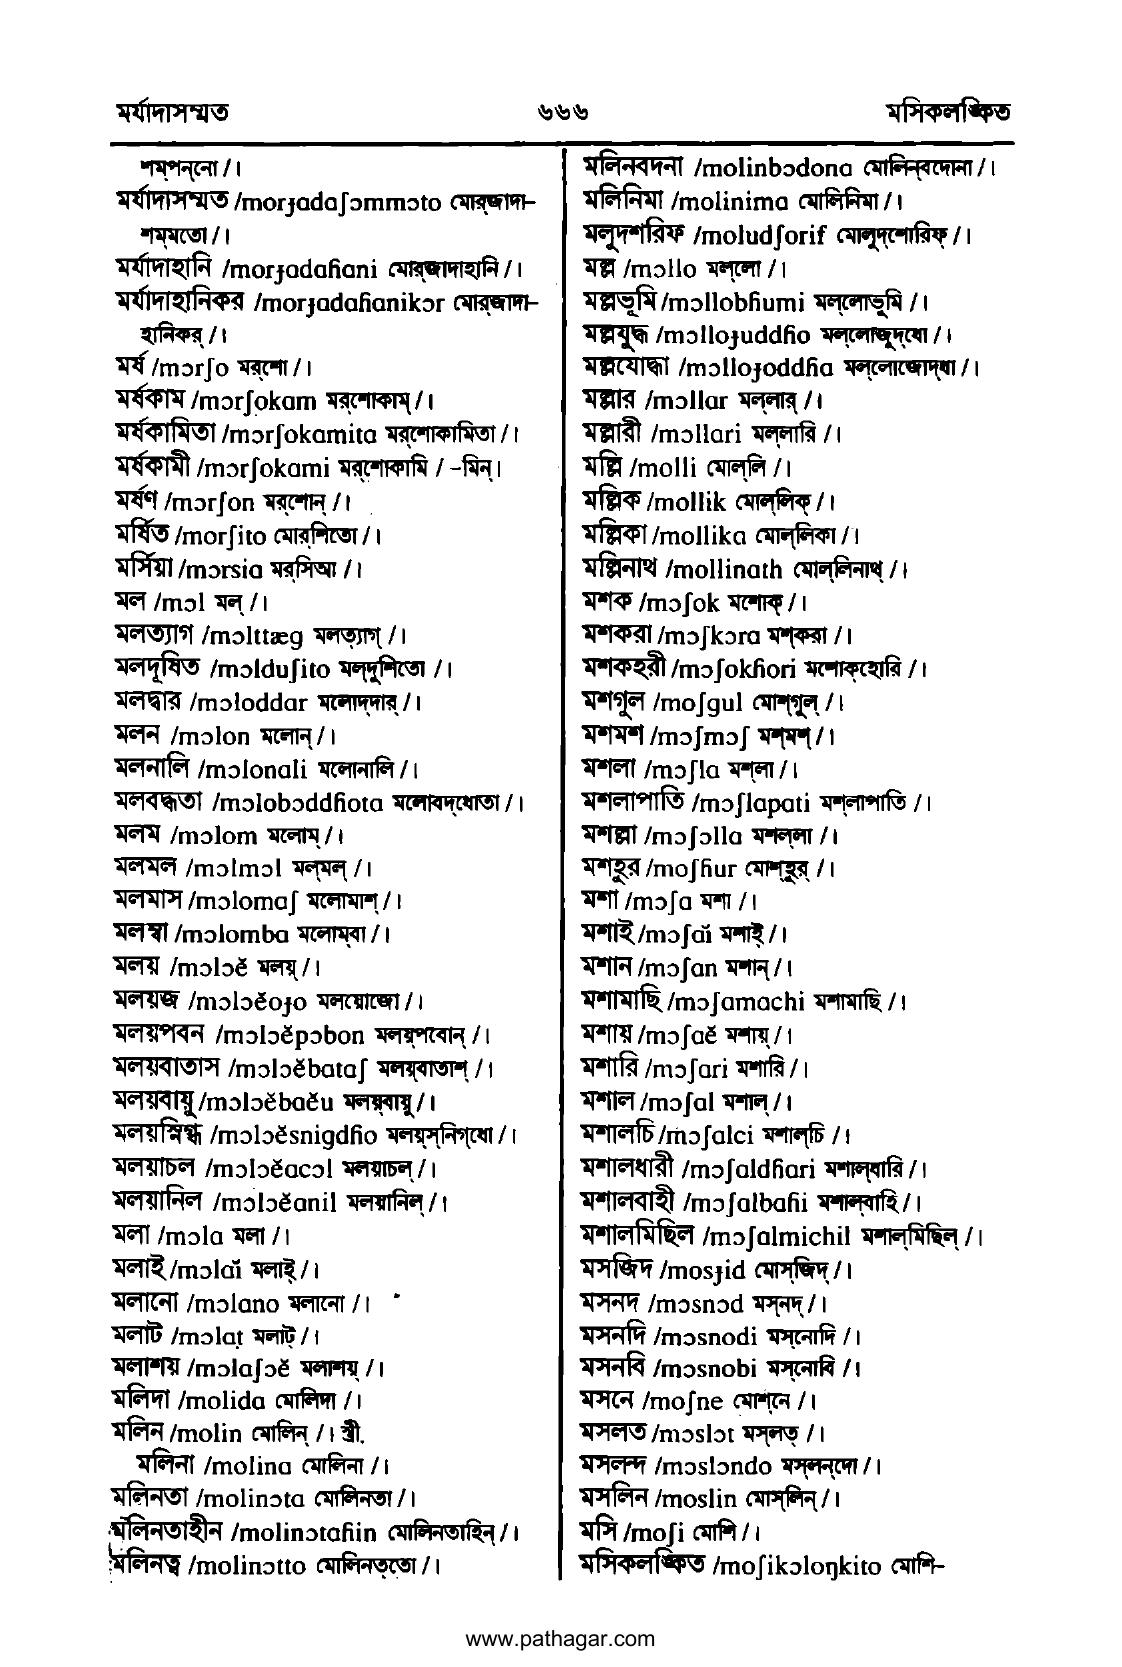 মর্যাদাসম্মত ৬৬৬ মসিকলঙ্কিত
শম্‌পন্‌নো /।
মর্যাদাসম্মত /morɟadaʃɔmmɔto মোর্‌জাদা-
শম্‌মতো /।
মর্যাদাহানি /morɟadaɦani মোর্‌জাদাহানি /।
মর্যাদাহানিকর /morɟadaɦanikɔr মোর্‌জাদা-
হানিকর্ /।
মর্ষ /mɔrʃo মর্‌শো /।
মর্ষকাম /mɔrʃokam মর্‌শোকাম্ /।
মর্ষকামিতা /mɔrʃokamita মর্‌শোকামিতা /।
মর্ষকামী /mɔrʃokami মর্‌শোকামি / -মিন্।
মর্ষণ /mɔrʃon মর্‌শোন্ /।
মর্ষিত /morʃito মোর্‌শিতো /।
মর্সিয়া /mɔrsia মর্‌সিআ /।
মল /mɔl মল্ /।
মলত্যাগ /mɔlttæg মলত্যাগ্ /।
মলদূষিত /mɔlduʃito মল্‌দুশিতো /।
মলদ্বার /mɔloddar মলোদ্‌দার্ /।
মলন /mɔlon মলোন্ /।
মলনালি /mɔlonali মলোনালি /।
মলবদ্ধতা /mɔlobɔddɦota মলোবদ্‌ধোতা /।
মলম /mɔlom মলোম্ /।
মলমল /mɔlmɔl মল্‌মল্ /।
মলমাস /mɔlomaʃ মলোমাশ্ /।
মলম্বা /mɔlomba মলোম্‌বা /।
মলয় /mɔlɔĕ মলয়্ /।
মলয়জ /mɔlɔĕoɟo মলয়োজো /।
মলয়পবন /mɔlɔĕpɔbon মলয়্‌পবোন্ /।
মলয়বাতাস /mɔlɔĕbataʃ মলয়্‌বাতাশ্ /।
মলয়বায়ু /mɔlɔĕbaĕu মলয়্‌বায়ু /।
মলয়স্নিগ্ধ /mɔlɔĕsnigdɦo মলয়্‌স্‌নিগ্‌ধো /।
মলয়াচল /mɔlɔĕacɔl মলয়াচল্ /।
মলয়ানিল /mɔlɔĕanil মলয়ানিল্ /।
মলা /mɔla মলা /।
মলাই /mɔlaĭ মলাই্ /।
মলানো /mɔlano মলানো /।
মলাট /mɔlaṭ মলাট্ /।
মলাশয় /mɔlaʃɔĕ মলাশয়্ /।
মলিদা /molida মোলিদা /।
মলিন /molin মোলিন্ /। স্ত্রী.
মলিনা /molina মোলিনা /।
মলিনতা /molinɔta মোলিনতা /।
মলিনতাহীন /molinɔtaɦin মোলিনতাহিন্ /।
মলিনত্ব /molinɔtto মোলিনত্‌তো /।
মলিনবদনা /molinbɔdona মোলিন্‌বদোনা /।
মলিনিমা /molinima মোলিনিমা /।
মলুদশরিফ /moludʃorif মোলুদ্‌শোরিফ্ /।
মল্ল /mɔllo মল্‌লো /।
মল্লভূমি /mɔllobɦumi মল্‌লোভুমি /।
মল্লযুদ্ধ /mɔlloɟuddɦo মল্‌লোজুদ্‌ধো /।
মল্লযোদ্ধা /mɔlloɟoddɦa মল্‌লোজোদ্‌ধা /।
মল্লার /mɔllar মল্‌লার্ /।
মল্লারী /mɔllari মল্‌লারি /।
মল্লি /molli মোল্‌লি /।
মল্লিক /mollik মোল্‌লিক্ /।
মল্লিকা /mollika মোল্‌লিকা /।
মল্লিনাথ /mollinath মোল্‌লিনাথ্ /।
মশক /mɔʃok মশোক্ /।
মশকরা /mɔʃkɔra মশ্‌করা /।
মশকহরী /mɔʃokɦori মশোক্‌হোরি /।
মশগুল /moʃgul মোশ্‌গুল্ /।
মশমশ /mɔʃmɔʃ মশ্‌মশ্ /।
মশলা /mɔʃla মশ্‌লা /।
মশলাপাতি /mɔʃlapati মশ্‌লাপাতি /।
মশল্লা /mɔʃɔlla মশল্‌লা /।
মশহুর /moʃɦur মোশ্‌হুর্ /।
মশা /mɔʃa মশা /।
মশাই /mɔʃaĭ মশাই্ /।
মশান /mɔʃan মশান্ /।
মশামাছি /mɔʃamachi মশামাছি /।
মশায় /mɔʃaĕ মশায়্ /।
মশারি /mɔʃari মশারি /।
মশাল /mɔʃal মশাল্ /।
মশালচি /mɔʃalci মশাল্‌চি /।
মশালধারী /mɔʃaldɦari মশাল্‌ধারি /।
মশালবাহী /mɔʃalbaɦii মশাল্‌বাহি /।
মশালমিছিল /mɔʃalmichil মশাল্‌মিছিল্ /।
মসজিদ /mosɟid মোস্‌জিদ্ /।
মসনদ /mɔsnɔd মস্‌নদ্ /।
মসনদি /mɔsnodi মস্‌নোদি /।
মসনবি /mɔsnobi মস্‌নোবি /।
মসনে /moʃne মোশ্‌নে /।
মসলত /mɔslɔt মস্‌লত্ /।
মসলন্দ /mɔslɔndo মস্‌লন্‌দো /।
মসলিন /moslin মোস্‌লিন্ /।
মসি /moʃi মোশি /।
মসিকলঙ্কিত /moʃikɔloŋkito মোশি-
www.pathagar.com